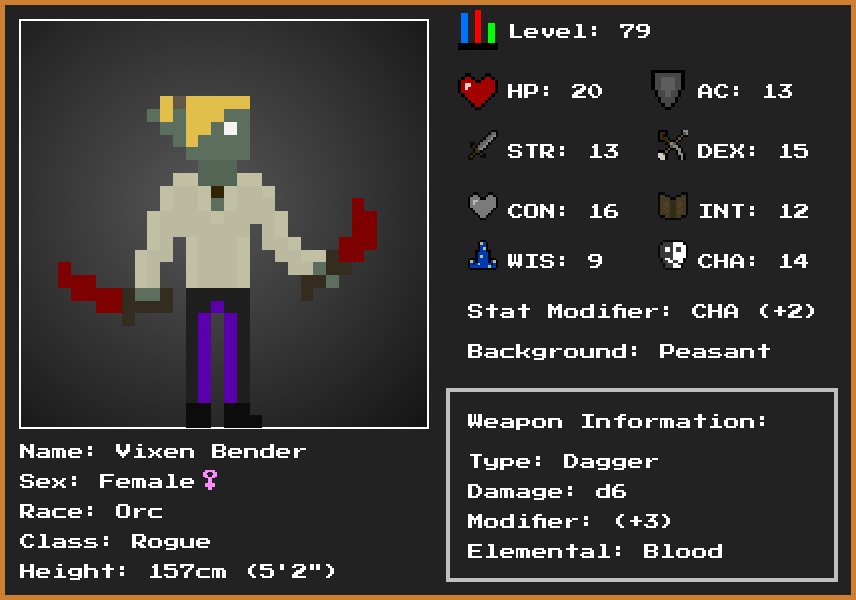 Level: 79
HP: 20
AC: 13
STR: 13
DEX: 15
CON: 16
INT: 12
WIS: 9
CHA: 14
Stat Modifier: CHA (+2)
Background: Peasant
Weapon Information:
Type: Dagger
Damage: d6
Modifier: (+3)
Elemental: Blood
Name: Vixen Bender
Sex: Female♀
Race: Orc
Class: Rogue
Height: 157cm (5'2")